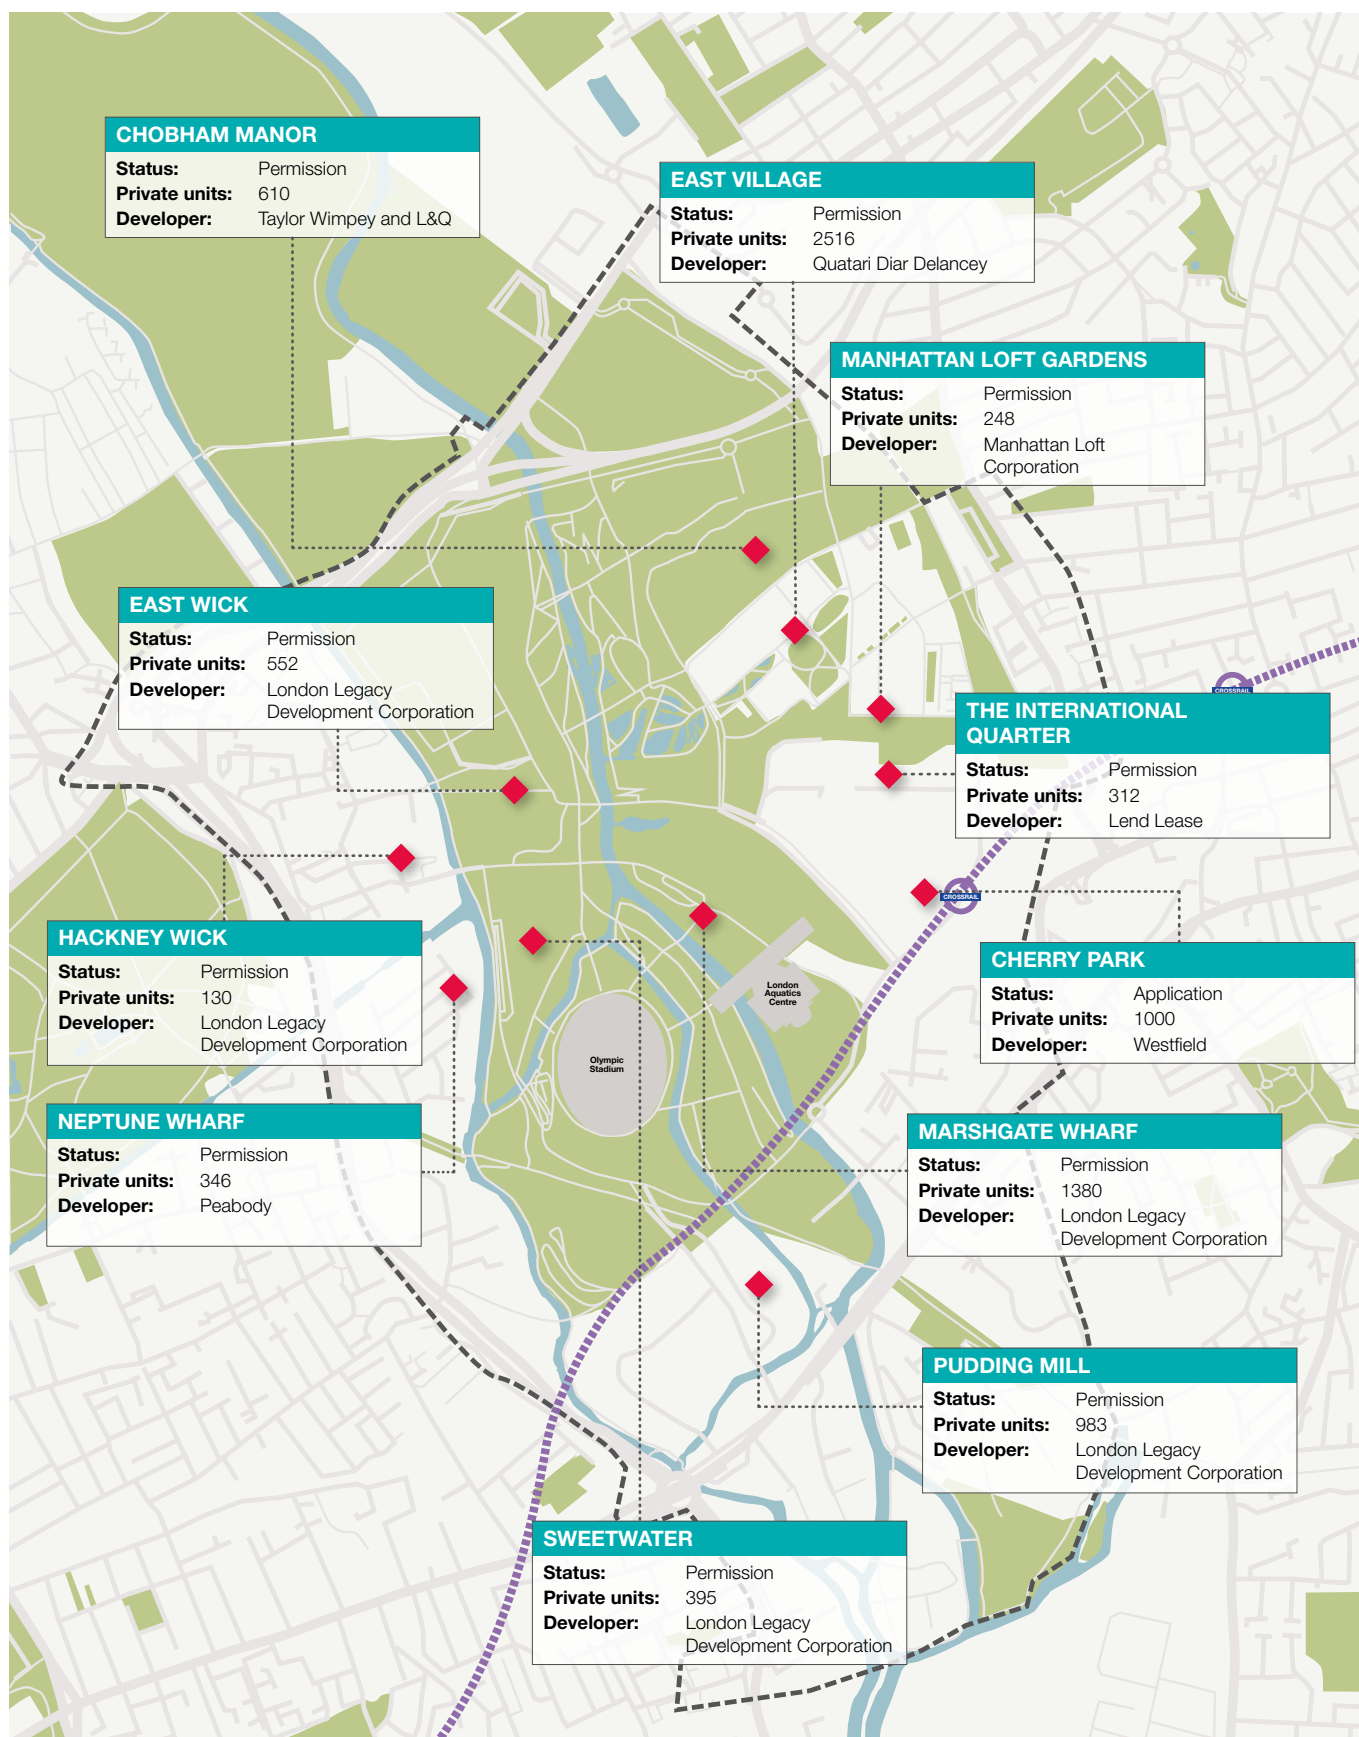 CHOBHAM MANOR
Status: Permission
Private units: 610
Developer: Taylor Wimpey and L&Q
EAST VILLAGE
Status: Permission
Private units: 2516
Developer: Quatari Diar Delancey
MANHATTAN LOFT GARDENS
Status: Permission
Private units: 248
Developer: Manhattan Loft
Corporation
EAST WICK
Status: Permission
Private units: 552
Developer: London Legacy
Development Corporation
CROSSRAIL
THE INTERNATIONAL
QUARTER
Status: Permission
Private units: 312
Developer: Lend Lease
CROSSRAIL
HACKNEY WICK
Status: Permission
Private units: 130
Developer: London Legacy
Development Corporation
CHERRY PARK
Status: Application
Private units: 1000
Developer: Westfield
London
Aquatics
Centre
Olympic
Stadium
NEPTUNE WHARF
Status: Permission
Private units: 346
Developer: Peabody
MARSHGATE WHARF
Status: Permission
Private units: 1380
Developer: London Legacy
Development Corporation
PUDDING MILL
Status: Permission
Private units: 983
Developer: London Legacy
Development Corporation
SWEETWATER
Status: Permission
Private units: 395
Developer: London Legacy
Development Corporation